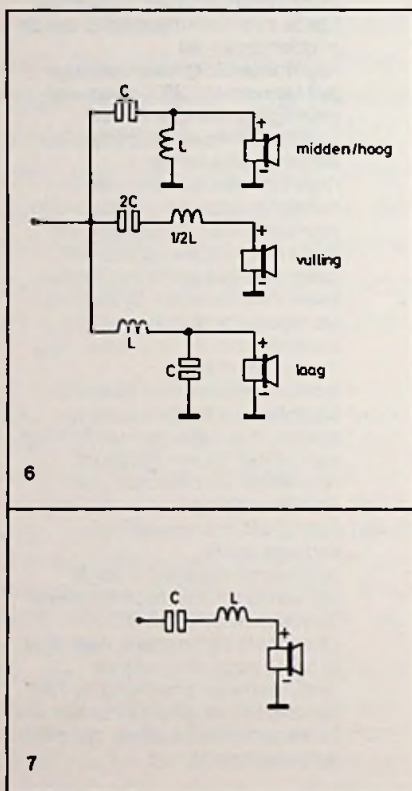 C
+
L
-
midden/hoog
2C
1/2L
+
-
vulling
L
C
+
-
laag
6
C
L
+
-
7